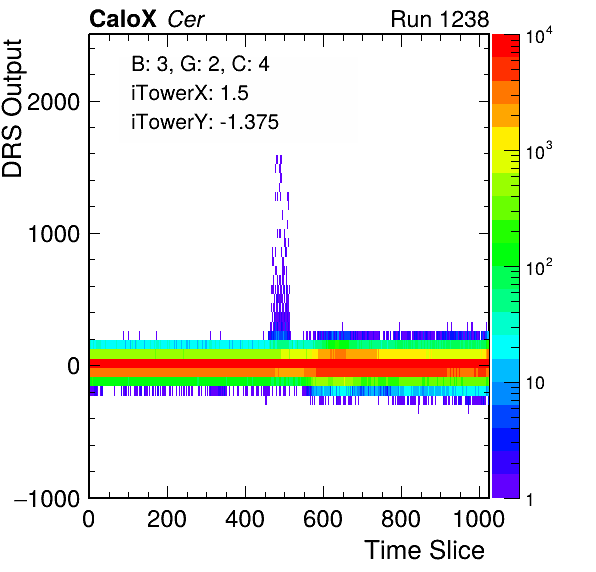 CaloX Cer Run 1238
B: 3, G: 2, C: 4
iTowerX: 1.5
iTowerY: -1.375
DRS Output
2000
1000
0
−1000
0 200 400 600 800 1000
Time Slice
10^4
10^3
10^2
10
1